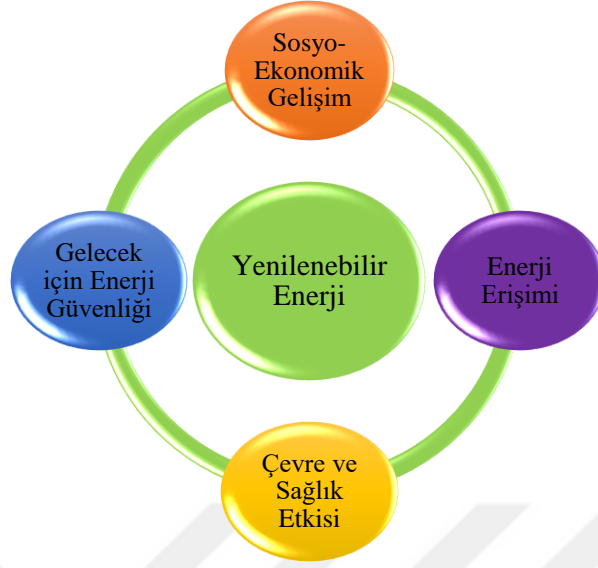 Sosyo-
Ekonomik
Gelişim
Gelecek
için Enerji
Güvenliği
Yenilenebilir
Enerji
Enerji
Erişimi
Çevre ve
Sağlık
Etkisi